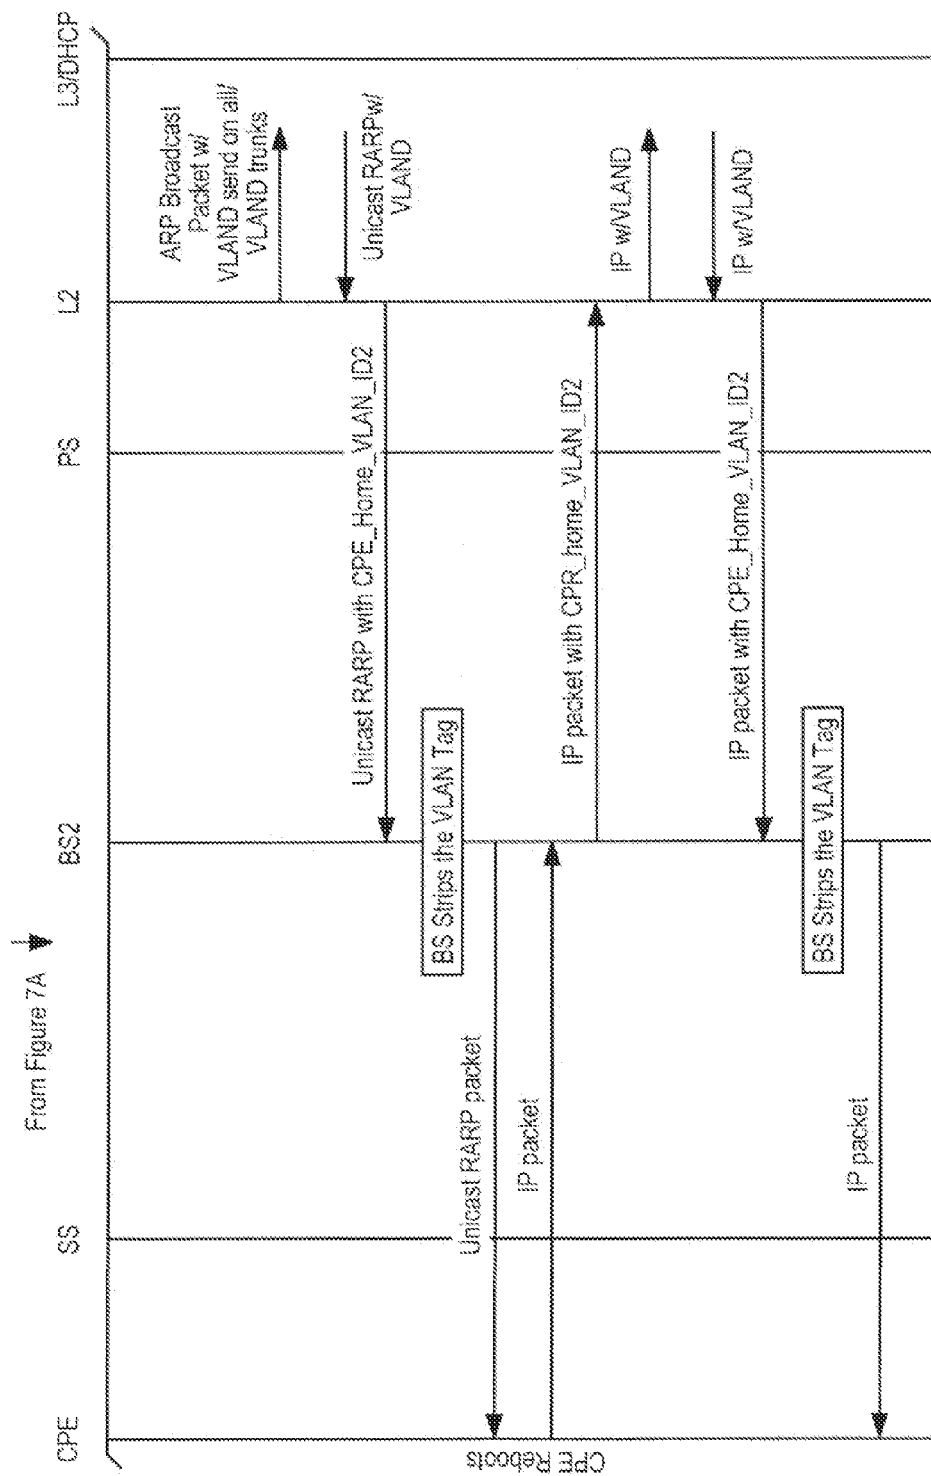 From Figure 7A
CPE
SS
BS2
PS
L2
L3/DHCP
ARP Broadcast
Packet w/
VLAND send on all/
VLAND trunks
Unicast RARPw/
VLAND
Unicast RARP with CPE_Home_VLAN_ID2
BS Strips the VLAN Tag
Unicast RARP packet
CPE Reboots
IP packet
IP packet with CPR_home_VLAN_ID2
IP w/VLAND
IP w/VLAND
IP packet with CPE_Home_VLAN_ID2
BS Strips the VLAN Tag
IP packet